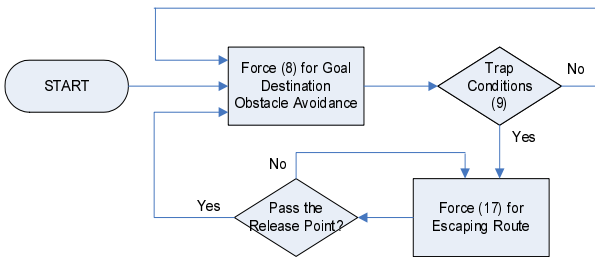 START
Force (8) for Goal
Destination
Obstacle Avoidance
Trap
Conditions
(9)
No
Yes
Force (17) for
Escaping Route
No
Pass the
Release Point?
Yes